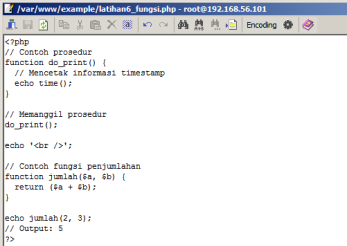 /var/www/example/latihan6_fungsi.php - root@192.168.56.101
Encoding
<?php
// Contoh prosedur
function do_print() {
  // Mencetak informasi timestamp
  echo time();
}

// Memanggil prosedur
do_print();

echo '<br />';

// Contoh fungsi penjumlahan
function jumlah($a, $b) {
  return ($a + $b);
}

echo jumlah(2, 3);
// Output: 5
?>